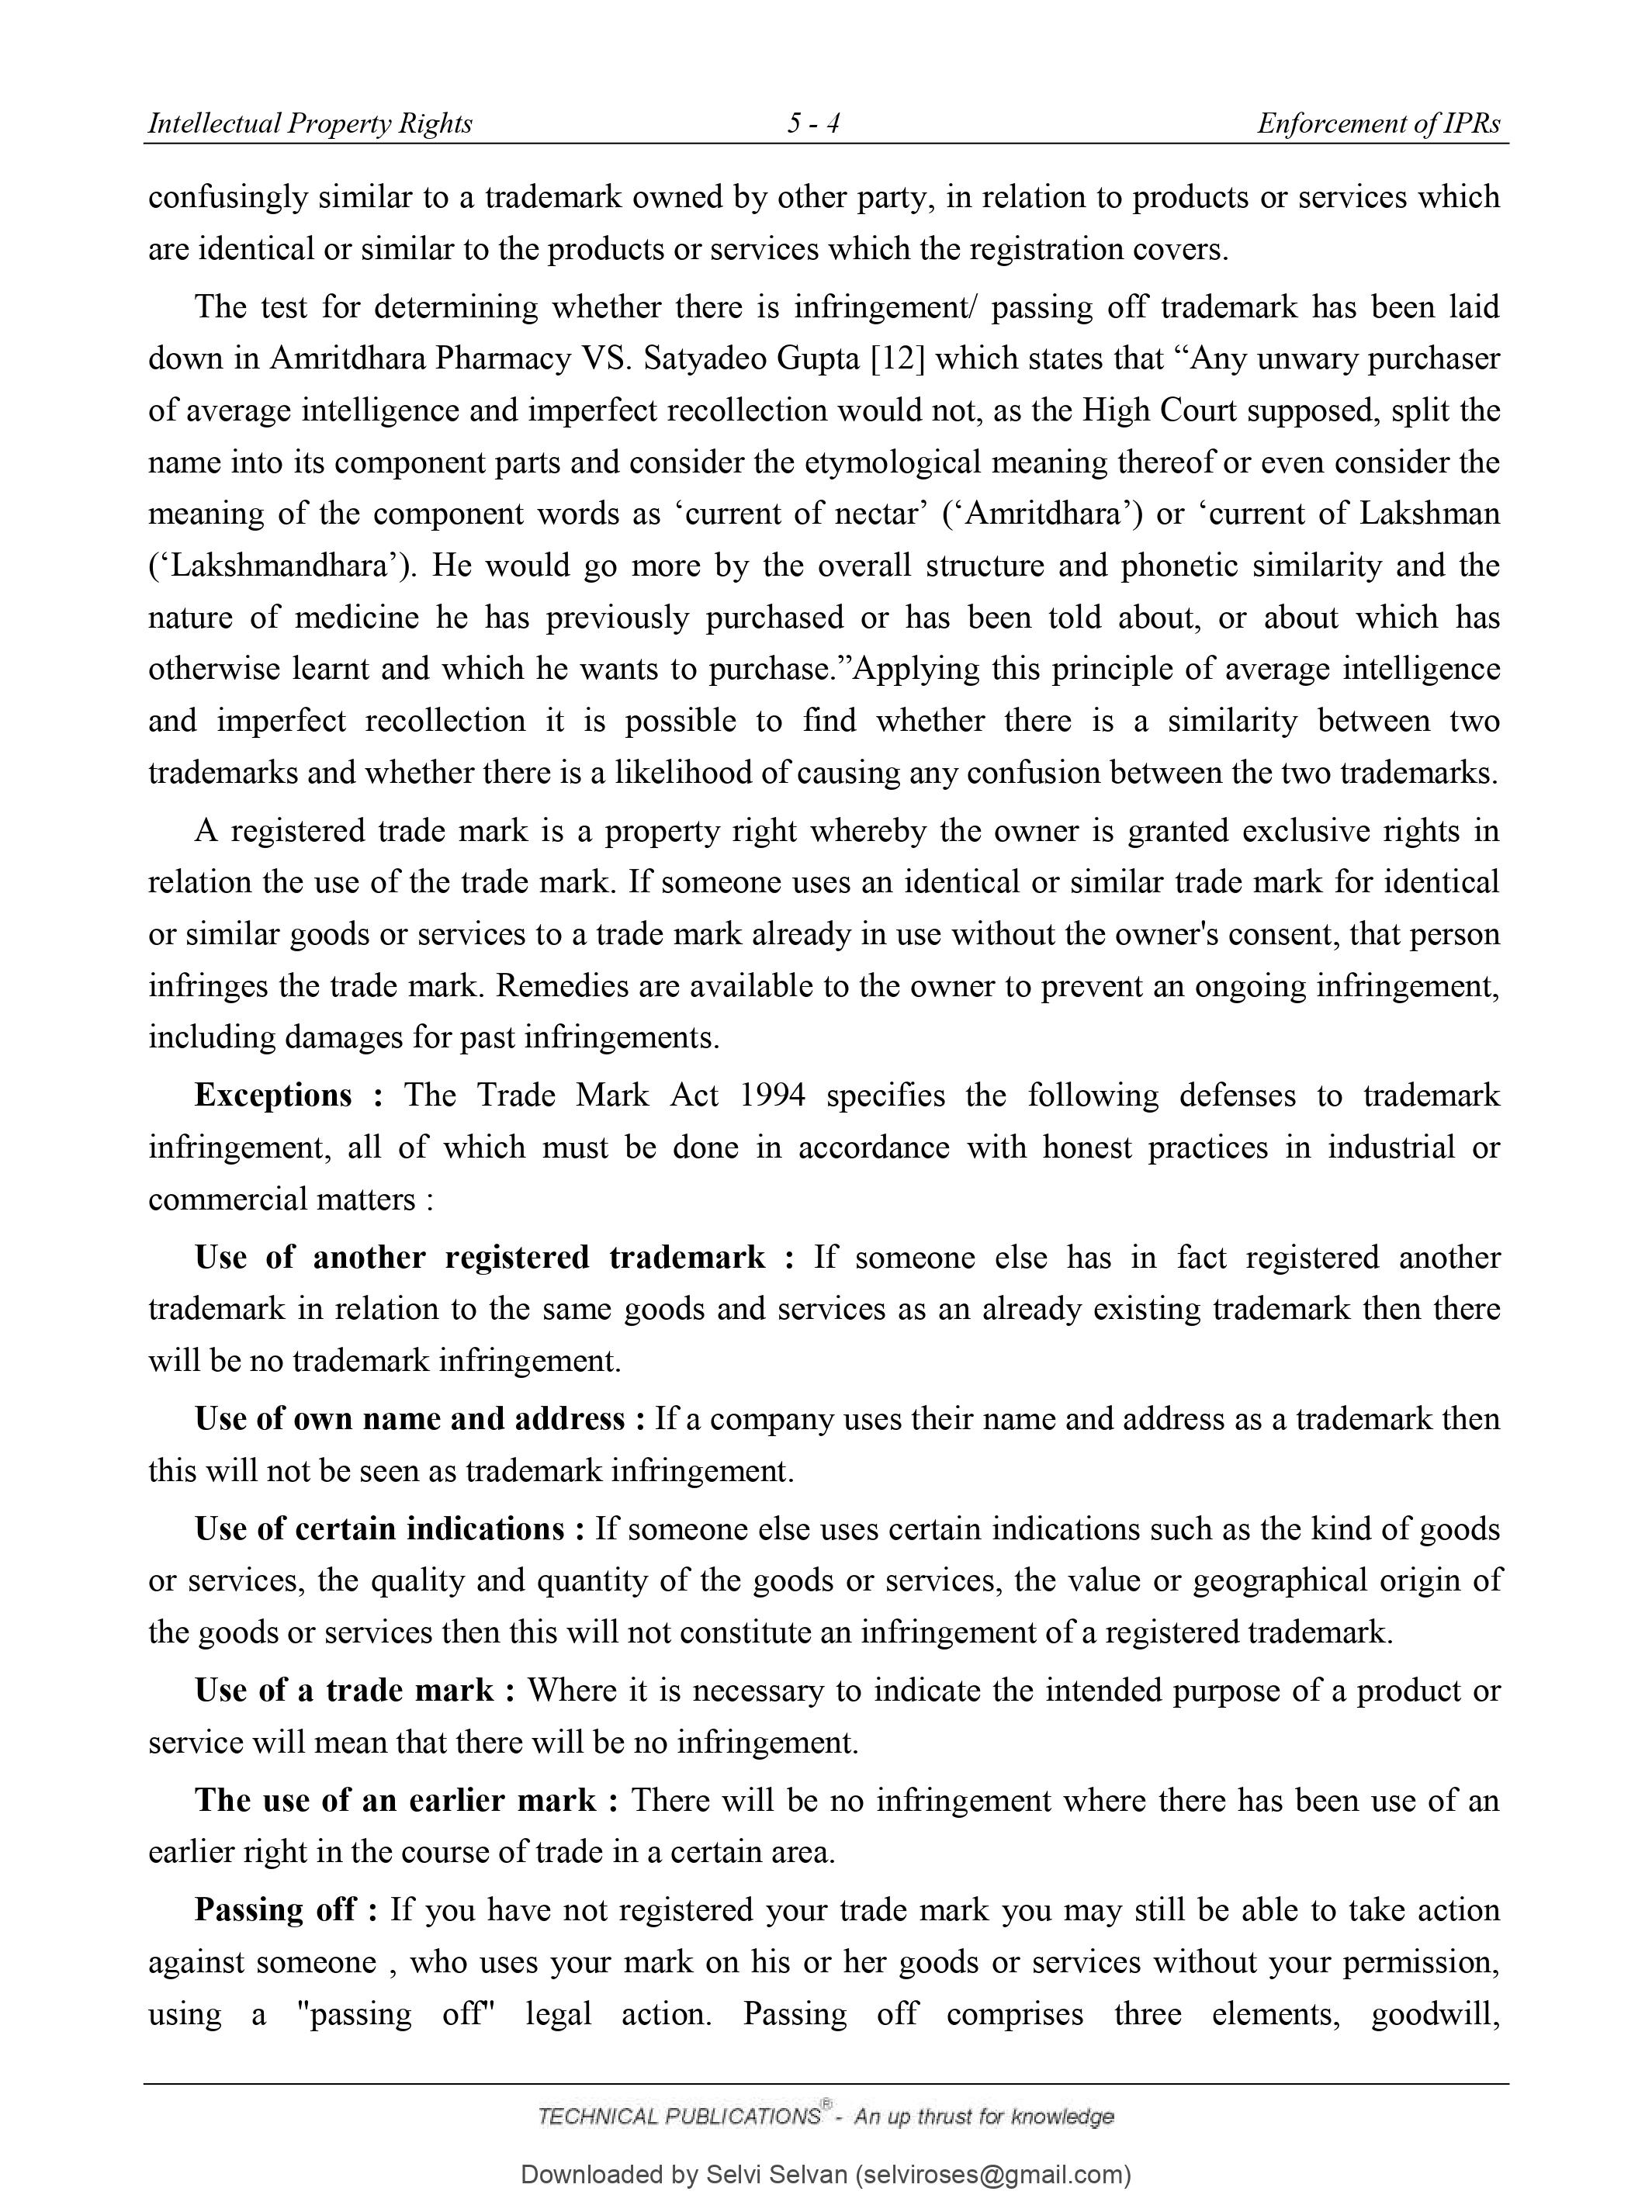 Intellectual Property Rights 5 - 4 Enforcement of IPRs
confusingly similar to a trademark owned by other party, in relation to products or services which
are identical or similar to the products or services which the registration covers.
The test for determining whether there is infringement/ passing off trademark has been laid
down in Amritdhara Pharmacy VS. Satyadeo Gupta [12] which states that “Any unwary purchaser
of average intelligence and imperfect recollection would not, as the High Court supposed, split the
name into its component parts and consider the etymological meaning thereof or even consider the
meaning of the component words as ‘current of nectar’ (‘Amritdhara’) or ‘current of Lakshman
(‘Lakshmandhara’). He would go more by the overall structure and phonetic similarity and the
nature of medicine he has previously purchased or has been told about, or about which has
otherwise learnt and which he wants to purchase.”Applying this principle of average intelligence
and imperfect recollection it is possible to find whether there is a similarity between two
trademarks and whether there is a likelihood of causing any confusion between the two trademarks.
A registered trade mark is a property right whereby the owner is granted exclusive rights in
relation the use of the trade mark. If someone uses an identical or similar trade mark for identical
or similar goods or services to a trade mark already in use without the owner's consent, that person
infringes the trade mark. Remedies are available to the owner to prevent an ongoing infringement,
including damages for past infringements.
Exceptions : The Trade Mark Act 1994 specifies the following defenses to trademark
infringement, all of which must be done in accordance with honest practices in industrial or
commercial matters :
Use of another registered trademark : If someone else has in fact registered another
trademark in relation to the same goods and services as an already existing trademark then there
will be no trademark infringement.
Use of own name and address : If a company uses their name and address as a trademark then
this will not be seen as trademark infringement.
Use of certain indications : If someone else uses certain indications such as the kind of goods
or services, the quality and quantity of the goods or services, the value or geographical origin of
the goods or services then this will not constitute an infringement of a registered trademark.
Use of a trade mark : Where it is necessary to indicate the intended purpose of a product or
service will mean that there will be no infringement.
The use of an earlier mark : There will be no infringement where there has been use of an
earlier right in the course of trade in a certain area.
Passing off : If you have not registered your trade mark you may still be able to take action
against someone , who uses your mark on his or her goods or services without your permission,
using a "passing off" legal action. Passing off comprises three elements, goodwill,
TECHNICAL PUBLICATIONS® - An up thrust for knowledge
Downloaded by Selvi Selvan (selviroses@gmail.com)